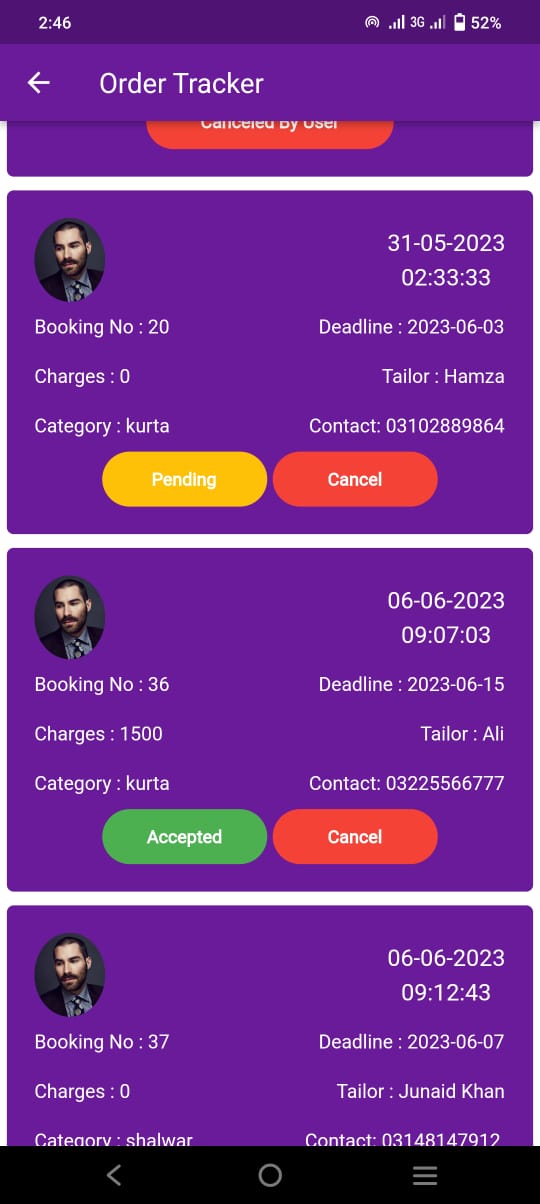 2:46 3G 52%
Order Tracker
Canceled By User
31-05-2023
02:33:33
Booking No : 20 Deadline : 2023-06-03
Charges : 0 Tailor : Hamza
Category : kurta Contact: 03102889864
Pending Cancel
06-06-2023
09:07:03
Booking No : 36 Deadline : 2023-06-15
Charges : 1500 Tailor : Ali
Category : kurta Contact: 03225566777
Accepted Cancel
06-06-2023
09:12:43
Booking No : 37 Deadline : 2023-06-07
Charges : 0 Tailor : Junaid Khan
Category : shalwar Contact: 03148147912